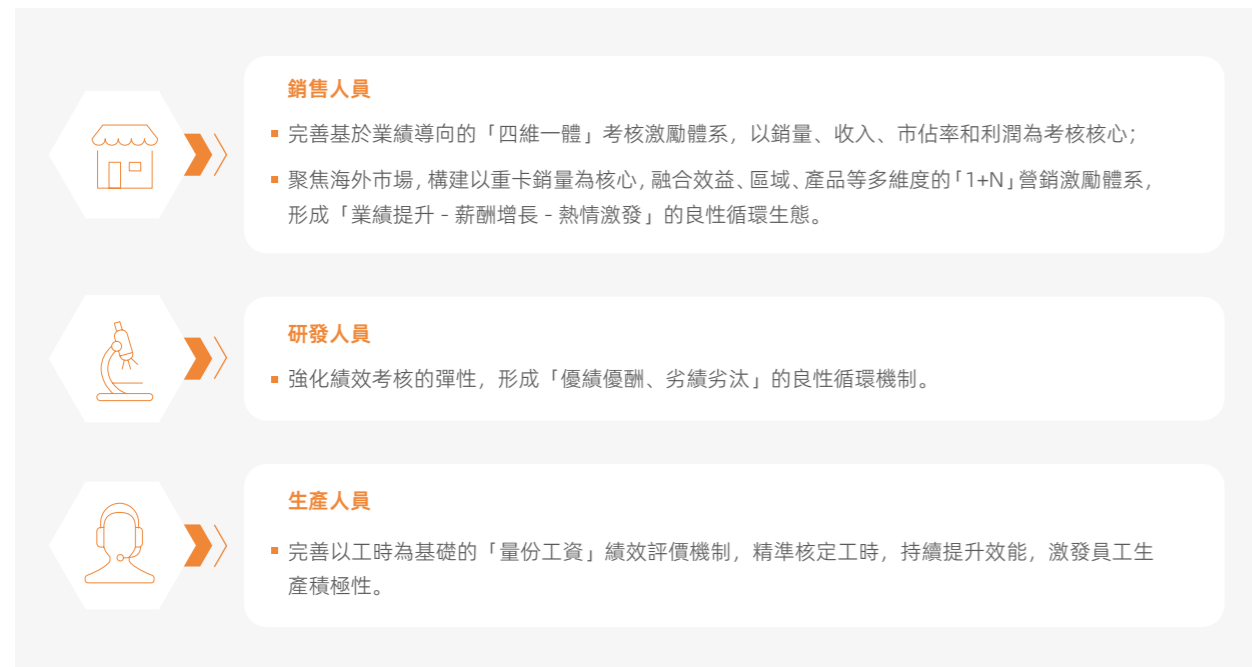 銷售人員
完善基於業績導向的「四維一體」考核激勵體系，以銷量、收入、市佔率和利潤為考核核心；
聚焦海外市場，構建以重卡銷量為核心，融合效益、區域、產品等多維度的「1+N」營銷激勵體系，
形成「業績提升 - 薪酬增長 - 熱情激發」的良性循環生態。
研發人員
強化績效考核的彈性，形成「優績優酬、劣績劣汰」的良性循環機制。
生產人員
完善以工時為基礎的「量份工資」績效評價機制，精準核定工時，持續提升效能，激發員工生
產積極性。